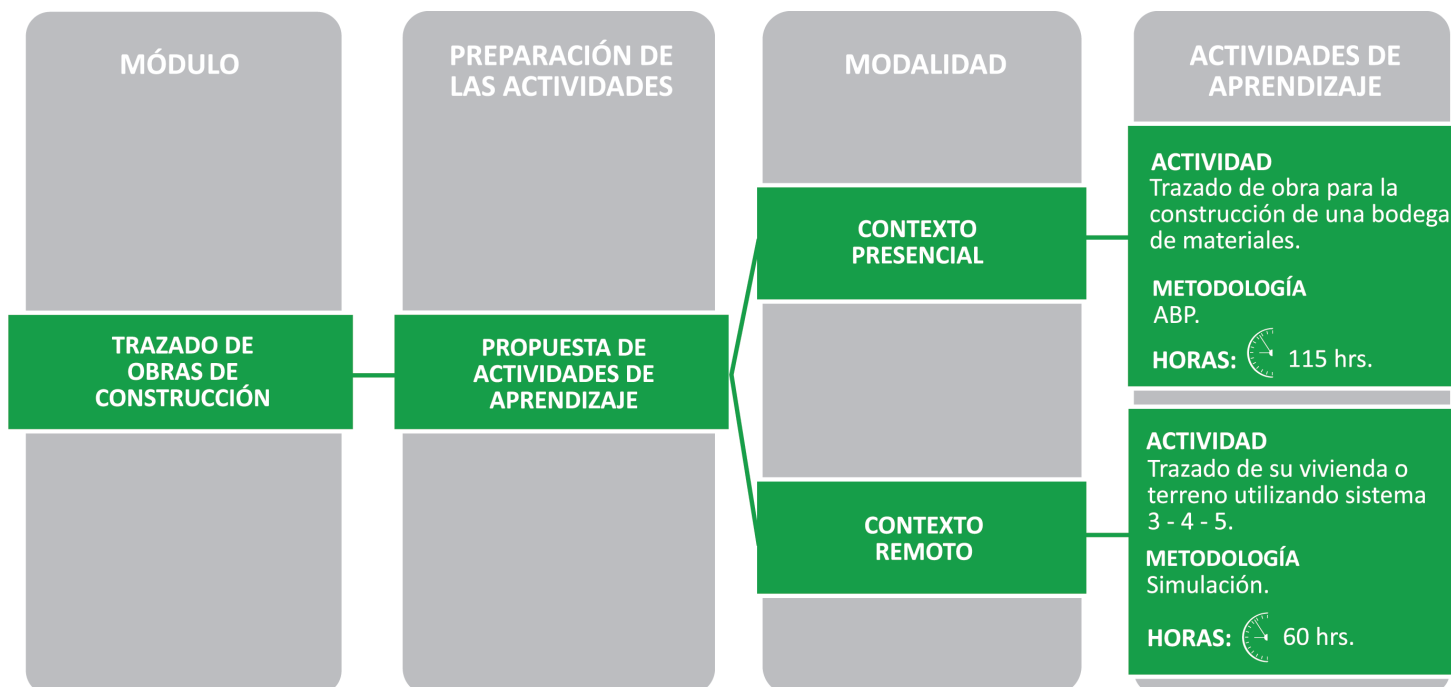 MÓDULO
PREPARACIÓN DE
LAS ACTIVIDADES
MODALIDAD
ACTIVIDADES DE
APRENDIZAJE
TRAZADO DE
OBRAS DE
CONSTRUCCIÓN
PROPUESTA DE
ACTIVIDADES DE
APRENDIZAJE
CONTEXTO
PRESENCIAL
ACTIVIDAD
Trazado de obra para la
construcción de una bodega
de materiales.
METODOLOGÍA
ABP.
HORAS: 115 hrs.
CONTEXTO
REMOTO
ACTIVIDAD
Trazado de su vivienda o
terreno utilizando sistema
3 - 4 - 5.
METODOLOGÍA
Simulación.
HORAS: 60 hrs.